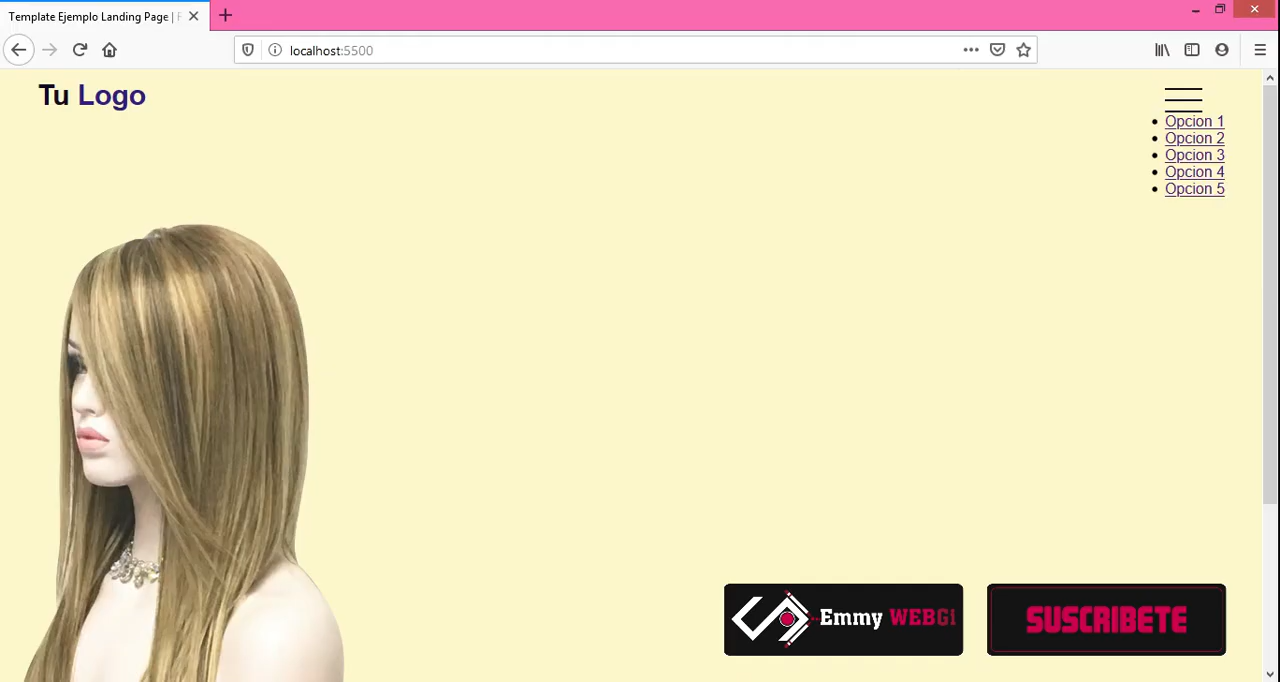 Template Ejemplo Landing Page | F
localhost:5500
Tu Logo
Opcion 1
Opcion 2
Opcion 3
Opcion 4
Opcion 5
Emmy WEBGi
SUSCRIBETE